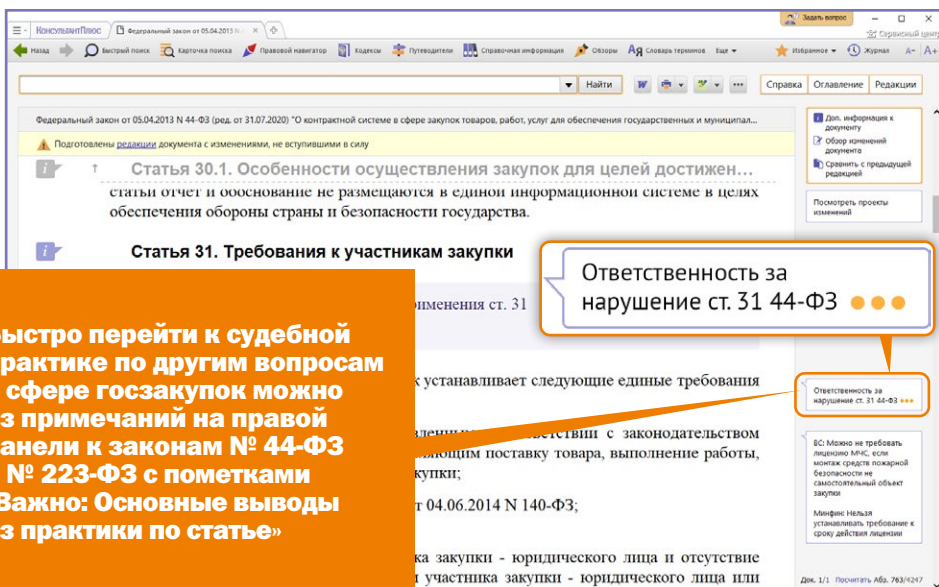 Задать вопрос
КонсультантПлюс
Федеральный закон от 05.04.2013 N
Сервисный центр
Назад Быстрый поиск Карточка поиска Правовой навигатор Кодексы Путеводители Справочная информация Обзоры Словарь терминов Еще Избранное Журнал А- А+
Найти Справка Оглавление Редакции
Федеральный закон от 05.04.2013 N 44-ФЗ (ред. от 31.07.2020) "О контрактной системе в сфере закупок товаров, работ, услуг для обеспечения государственных и муниципал...
Подготовлены редакции документа с изменениями, не вступившими в силу
Доп. информация к
документу
Обзор изменений
документа
Сравнить с предыдущей
редакцией
Посмотреть проекты
изменений
Статья 30.1. Особенности осуществления закупок для целей достижен...
статьи отчет и обоснование не размещаются в единой информационной системе в целях
обеспечения обороны страны и безопасности государства.
Статья 31. Требования к участникам закупки
Ответственность за
нарушение ст. 31 44-ФЗ
именения ст. 31
ыстро перейти к судебной
рактике по другим вопросам
сфере госзакупок можно
з примечаний на правой
анели к законам № 44-ФЗ
№ 223-ФЗ с пометками
Важно: Основные выводы
з практики по статье»
к устанавливает следующие единые требования
законодательством
поставку товара, выполнение работы,
купки;
т 04.06.2014 N 140-ФЗ;
ка закупки - юридического лица и отсутствие
участника закупки - юридического лица или
Ответственность за
нарушение ст. 31 44-ФЗ
ВС: Можно не требовать
лицензию МЧС, если
монтаж средств пожарной
безопасности не
самостоятельный объект
закупки
Минфин: Нельзя
устанавливать требование к
сроку действия лицензии
Док. 1/1 Посчитать Абз. 763/4247